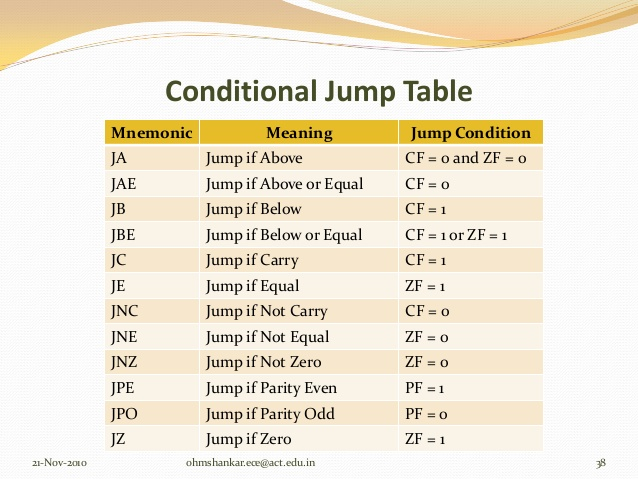 Conditional Jump Table
Mnemonic Meaning Jump Condition
JA Jump if Above CF = 0 and ZF = 0
JAE Jump if Above or Equal CF = 0
JB Jump if Below CF = 1
JBE Jump if Below or Equal CF = 1 or ZF = 1
JC Jump if Carry CF = 1
JE Jump if Equal ZF = 1
JNC Jump if Not Carry CF = 0
JNE Jump if Not Equal ZF = 0
JNZ Jump if Not Zero ZF = 0
JPE Jump if Parity Even PF = 1
JPO Jump if Parity Odd PF = 0
JZ Jump if Zero ZF = 1
21-Nov-2010 ohmshankar.ece@act.edu.in 38